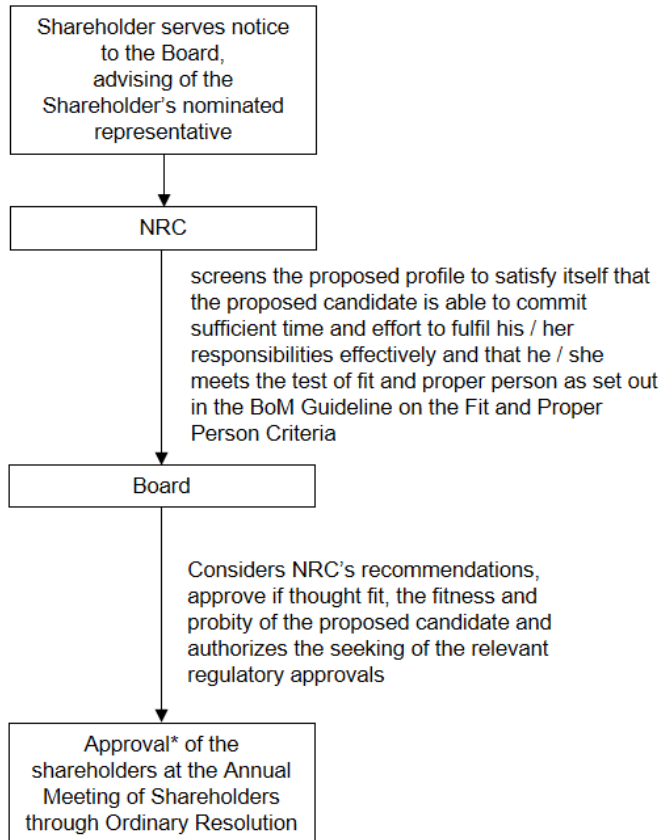 Shareholder serves notice
to the Board,
advising of the
Shareholder's nominated
representative
NRC
screens the proposed profile to satisfy itself that
the proposed candidate is able to commit
sufficient time and effort to fulfil his / her
responsibilities effectively and that he / she
meets the test of fit and proper person as set out
in the BoM Guideline on the Fit and Proper
Person Criteria
Board
Considers NRC's recommendations,
approve if thought fit, the fitness and
probity of the proposed candidate and
authorizes the seeking of the relevant
regulatory approvals
Approval* of the
shareholders at the Annual
Meeting of Shareholders
through Ordinary Resolution